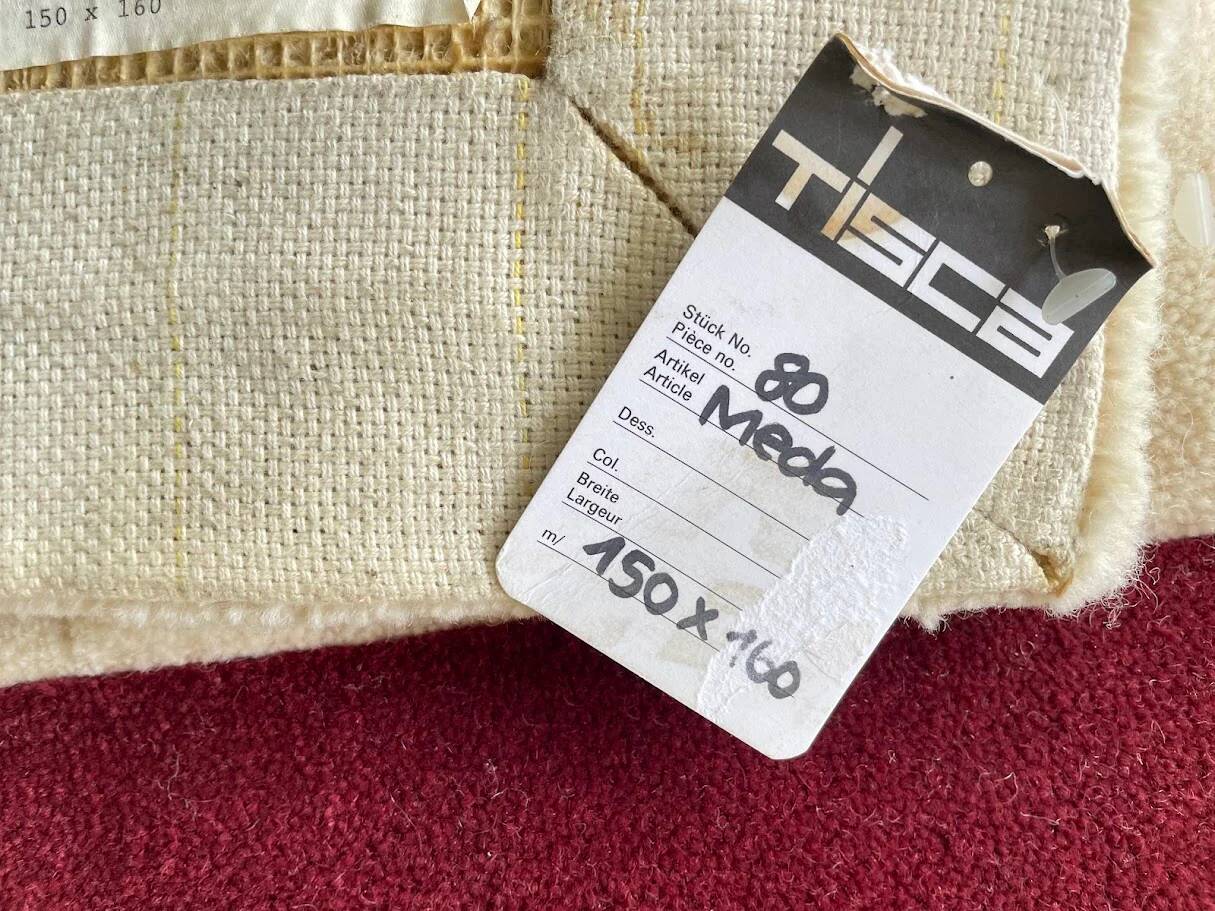 150 x 160
TISCA
Stück No.
Pièce no. 80
Artikel
Article Meda
Dess.
Col.
Breite
Largeur
m/ 150 x 160